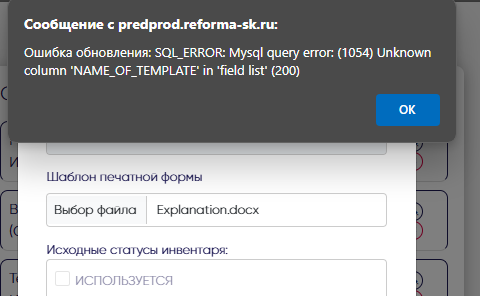 Сообщение с predprod.reforma-sk.ru:
Ошибка обновления: SQL_ERROR: Mysql query error: (1054) Unknown
column 'NAME_OF_TEMPLATE' in 'field list' (200)
OK
Шаблон печатной формы
Выбор файла Explanation.docx
Исходные статусы инвентаря:
ИСПОЛЬЗУЕТСЯ